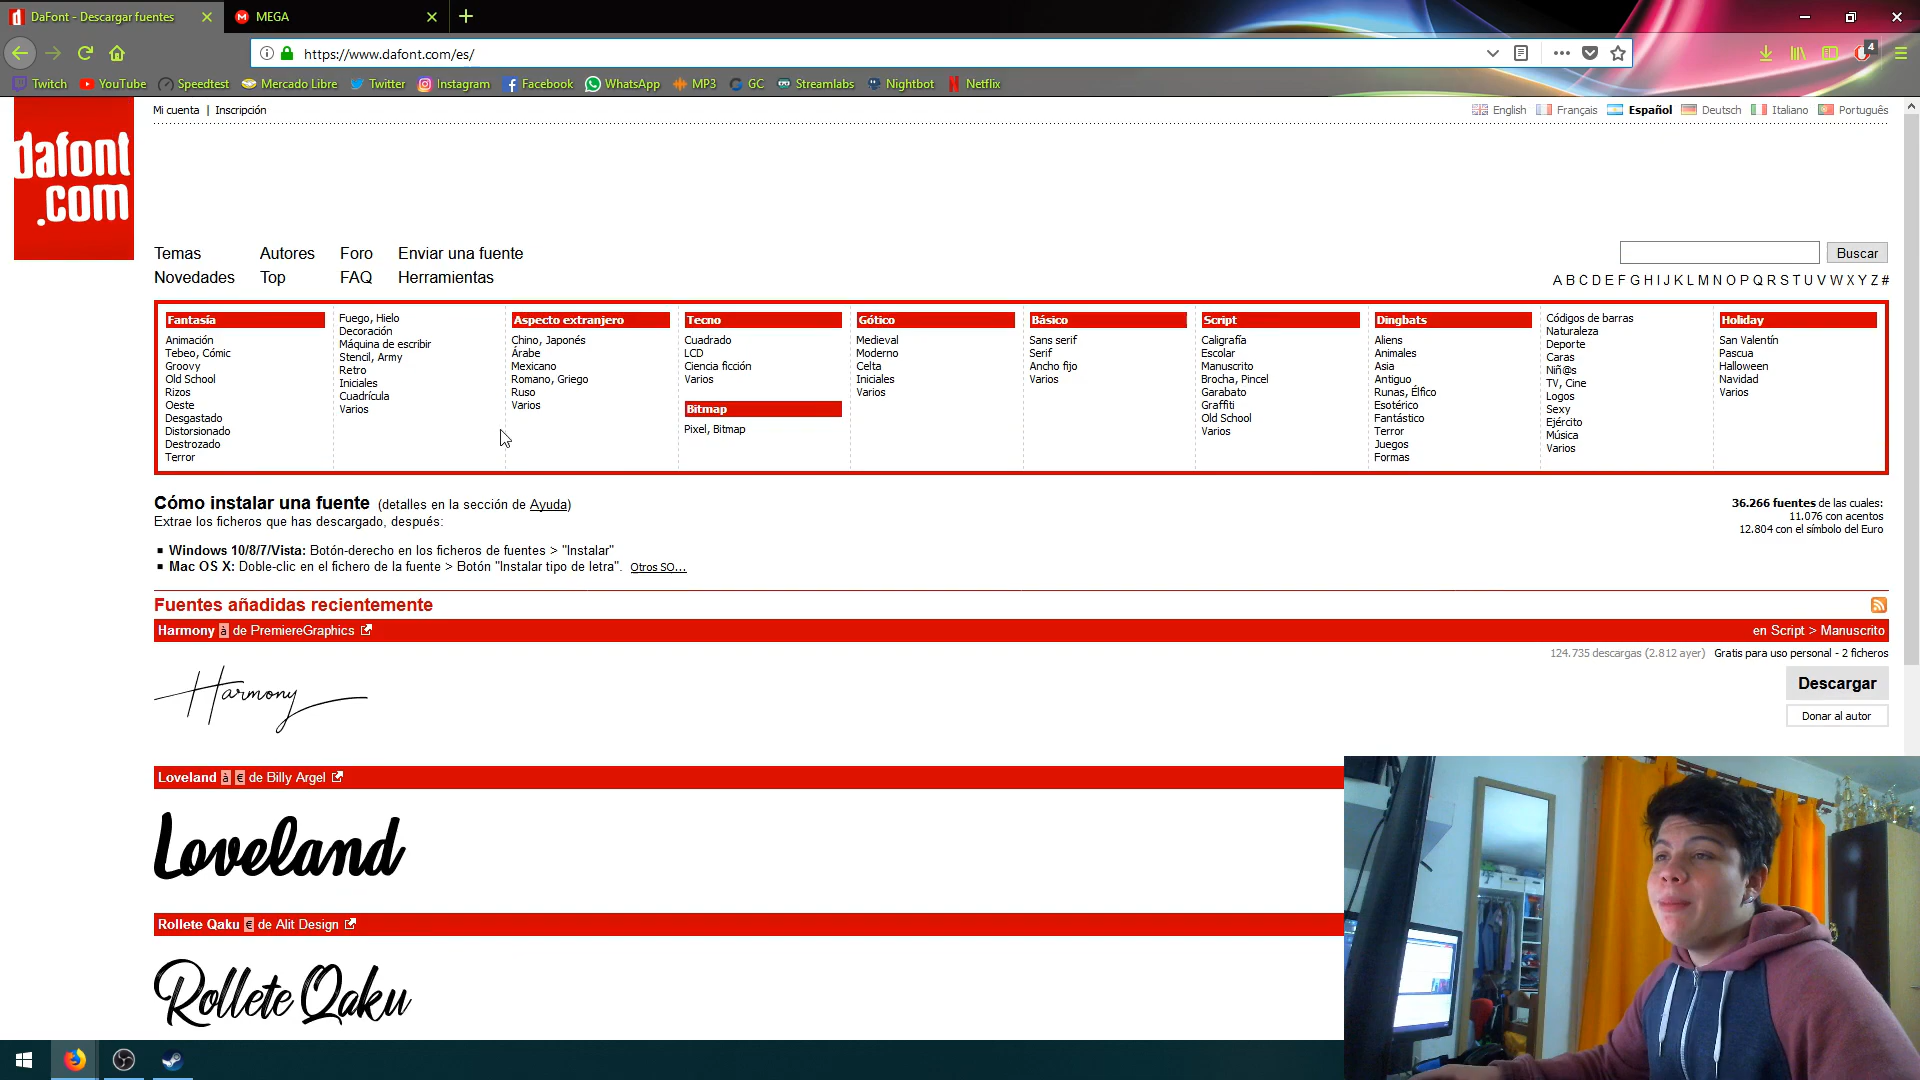 DaFont - Descargar fuentes
MEGA
https://www.dafont.com/es/
4
Twitch YouTube Speedtest Mercado Libre Twitter Instagram Facebook WhatsApp MP3 GC Streamlabs Nightbot Netflix
dafont
.com
Mi cuenta | Inscripción
English Français Español Deutsch Italiano Português
Temas Autores Foro Enviar una fuente
Novedades Top FAQ Herramientas
Buscar
A B C D E F G H I J K L M N O P Q R S T U V W X Y Z #
Fantasía
Animación
Tebeo, Cómic
Groovy
Old School
Rizos
Oeste
Desgastado
Distorsionado
Destrozado
Terror
Fuego, Hielo
Decoración
Máquina de escribir
Stencil, Army
Retro
Iniciales
Cuadrícula
Varios
Aspecto extranjero
Chino, Japonés
Árabe
Mexicano
Romano, Griego
Ruso
Varios
Tecno
Cuadrado
LCD
Ciencia ficción
Varios
Bitmap
Pixel, Bitmap
Gótico
Medieval
Moderno
Celta
Iniciales
Varios
Básico
Sans serif
Serif
Ancho fijo
Varios
Script
Caligrafía
Escolar
Manuscrito
Brocha, Pincel
Garabato
Graffiti
Old School
Varios
Dingbats
Aliens
Animales
Asia
Antiguo
Runas, Élfico
Esotérico
Fantástico
Terror
Juegos
Formas
Códigos de barras
Naturaleza
Deporte
Caras
Niñ@s
TV, Cine
Logos
Sexy
Ejército
Música
Varios
Holiday
San Valentín
Pascua
Halloween
Navidad
Varios
Cómo instalar una fuente (detalles en la sección de Ayuda)
Extrae los ficheros que has descargado, después:
▪ Windows 10/8/7/Vista: Botón-derecho en los ficheros de fuentes > "Instalar"
▪ Mac OS X: Doble-clic en el fichero de la fuente > Botón "Instalar tipo de letra". Otros SO...
36.266 fuentes de las cuales:
11.076 con acentos
12.804 con el símbolo del Euro
Fuentes añadidas recientemente
Harmony à de PremiereGraphics en Script > Manuscrito
124.735 descargas (2.812 ayer) Gratis para uso personal - 2 ficheros
Harmony
Descargar
Donar al autor
Loveland à € de Billy Argel
Loveland
Rollete Qaku € de Alit Design
Rollete Qaku